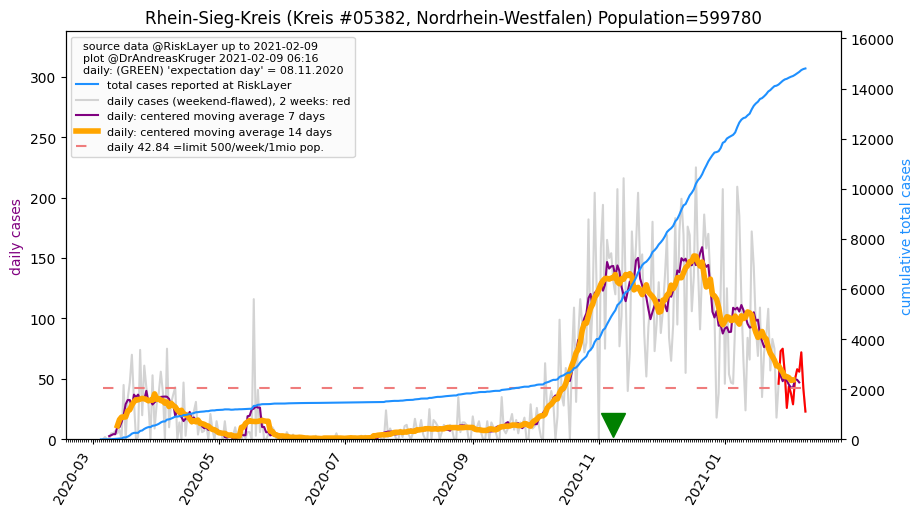 Rhein-Sieg-Kreis (Kreis #05382, Nordrhein-Westfalen) Population=599780
source data @RiskLayer up to 2021-02-09
plot @DrAndreasKruger 2021-02-09 06:16
daily: (GREEN) 'expectation day' = 08.11.2020
total cases reported at RiskLayer
daily cases (weekend-flawed), 2 weeks: red
daily: centered moving average 7 days
daily: centered moving average 14 days
daily 42.84 =limit 500/week/1mio pop.
daily cases
300
250
200
150
100
50
0
16000
14000
12000
10000
8000
6000
4000
2000
0
cumulative total cases
2020-03
2020-05
2020-07
2020-09
2020-11
2021-01